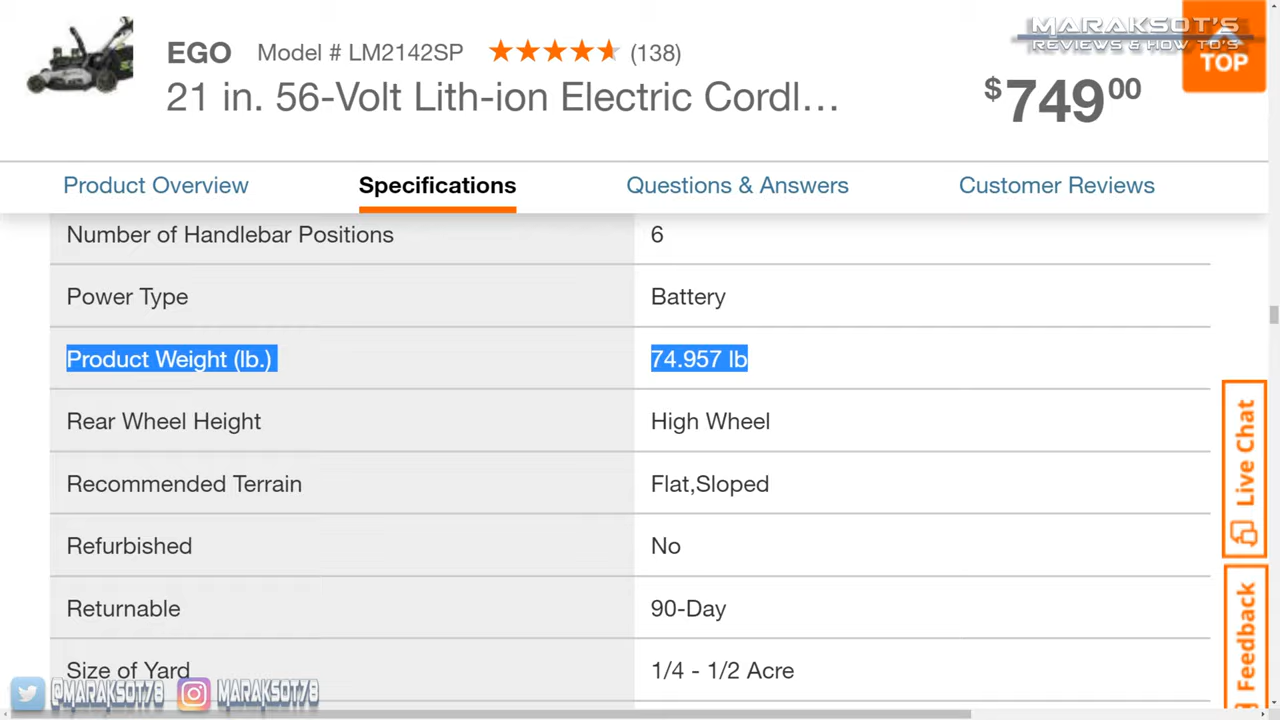 MARAKSOT'S
REVIEWS & HOW TO'S
TOP
EGO Model # LM2142SP (138)
21 in. 56-Volt Lith-ion Electric Cordl...
$749.00
Product Overview
Specifications
Questions & Answers
Customer Reviews
Number of Handlebar Positions 6
Power Type Battery
Product Weight (lb.) 74.957 lb
Rear Wheel Height High Wheel
Recommended Terrain Flat,Sloped
Refurbished No
Returnable 90-Day
Size of Yard 1/4 - 1/2 Acre
Live Chat
Feedback
@MARAKSOT78 MARAKSOT78